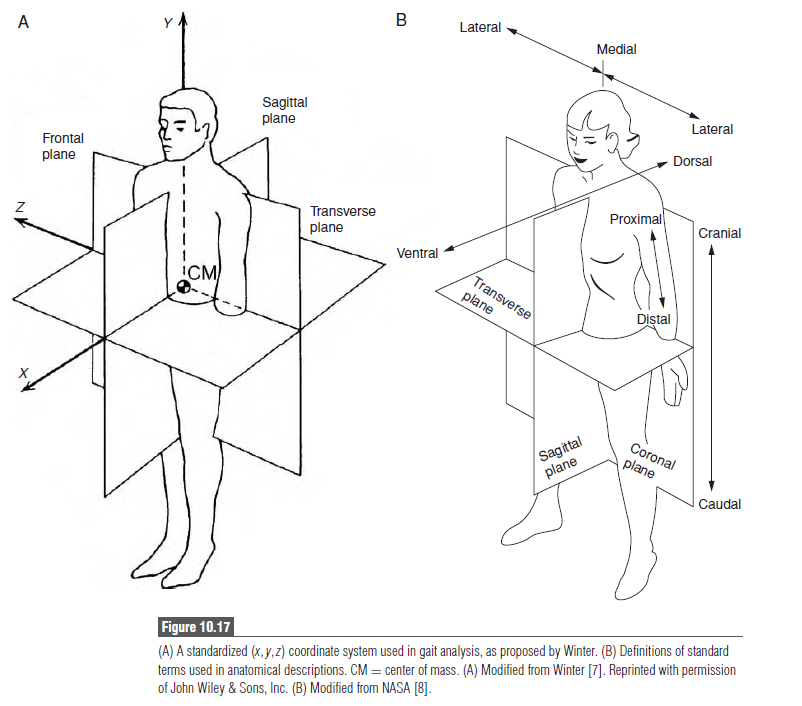 A
Y
Sagittal
plane
Frontal
plane
Z
Transverse
plane
CM
X
B
Lateral
Medial
Lateral
Dorsal
Proximal
Cranial
Ventral
Transverse
plane
Distal
Sagittal
plane
Coronal
plane
Caudal
Figure 10.17
(A) A standardized (x,y,z) coordinate system used in gait analysis, as proposed by Winter. (B) Definitions of standard
terms used in anatomical descriptions. CM = center of mass. (A) Modified from Winter [7]. Reprinted with permission
of John Wiley & Sons, Inc. (B) Modified from NASA [8].